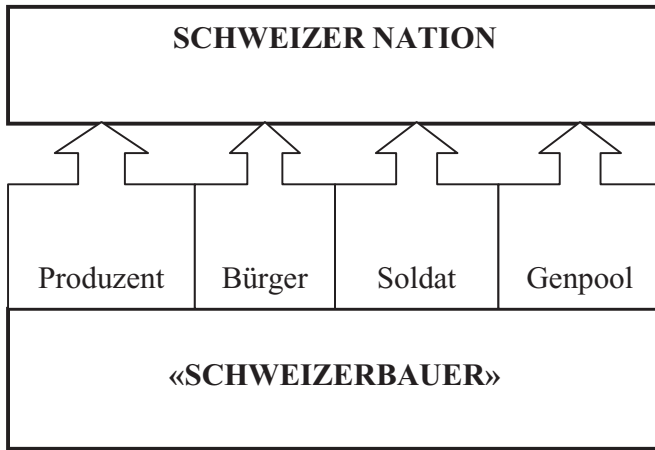 SCHWEIZER NATION
Produzent Bürger Soldat Genpool
«SCHWEIZERBAUER»